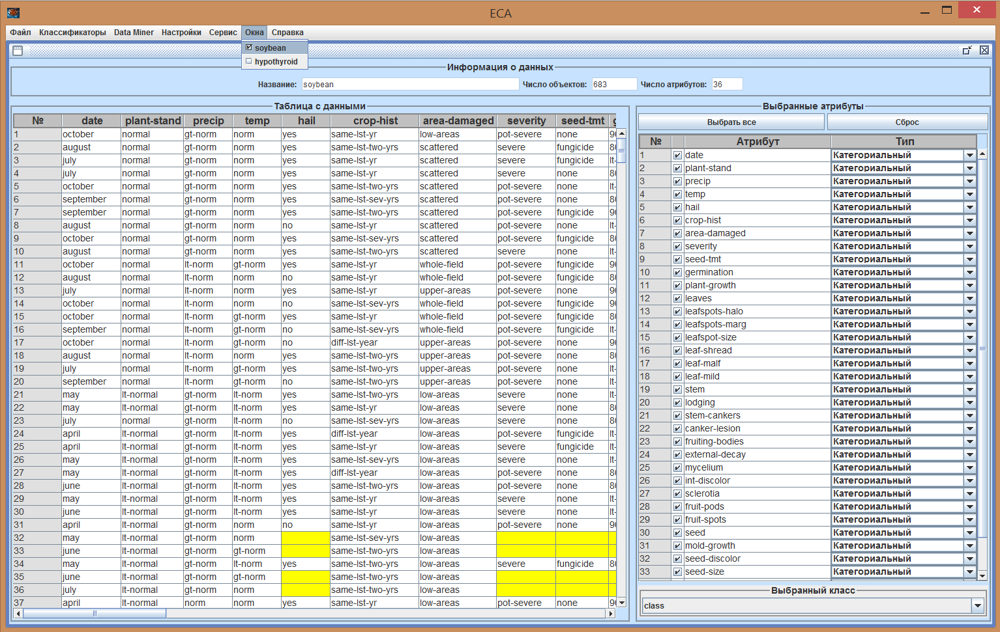 ECA
Файл Классификаторы Data Miner Настройки Сервис Окна Справка
soybean
hypothyroid
Информация о данных
Название: soybean Число объектов: 683 Число атрибутов: 36
Таблица с данными
№ date plant-stand precip temp hail crop-hist area-damaged severity seed-tmt
1 october normal gt-norm norm yes same-lst-yr low-areas pot-severe none
2 august normal gt-norm norm yes same-lst-two-yrs scattered severe fungicide
3 july normal gt-norm norm yes same-lst-yr scattered severe fungicide
4 july normal gt-norm norm yes same-lst-yr scattered severe none
5 october normal gt-norm norm yes same-lst-two-yrs scattered pot-severe none
6 september normal gt-norm norm yes same-lst-sev-yrs scattered pot-severe none
7 september normal gt-norm norm yes same-lst-two-yrs scattered pot-severe fungicide
8 august normal gt-norm norm no same-lst-yr scattered pot-severe none
9 october normal gt-norm norm yes same-lst-sev-yrs scattered pot-severe fungicide
10 august normal gt-norm norm yes same-lst-two-yrs scattered severe none
11 october normal lt-norm gt-norm yes same-lst-yr whole-field pot-severe fungicide
12 august normal lt-norm norm no same-lst-yr whole-field pot-severe fungicide
13 july normal lt-norm norm yes same-lst-yr upper-areas pot-severe none
14 october normal lt-norm norm no same-lst-sev-yrs whole-field pot-severe fungicide
15 october normal lt-norm gt-norm yes same-lst-yr whole-field pot-severe fungicide
16 september normal lt-norm gt-norm no same-lst-sev-yrs whole-field pot-severe fungicide
17 october normal lt-norm gt-norm no diff-lst-year upper-areas pot-severe none
18 august normal lt-norm norm yes same-lst-two-yrs upper-areas pot-severe none
19 july normal lt-norm gt-norm yes same-lst-two-yrs upper-areas pot-severe none
20 september normal lt-norm gt-norm no same-lst-two-yrs upper-areas pot-severe none
21 may lt-normal gt-norm lt-norm yes same-lst-two-yrs low-areas severe none
22 may lt-normal gt-norm lt-norm yes same-lst-yr low-areas severe none
23 july normal gt-norm lt-norm no same-lst-sev-yrs low-areas severe none
24 april lt-normal gt-norm lt-norm yes diff-lst-year low-areas pot-severe fungicide
25 april lt-normal gt-norm lt-norm yes same-lst-yr low-areas severe fungicide
26 may lt-normal gt-norm lt-norm yes same-lst-sev-yrs low-areas severe none
27 may lt-normal gt-norm lt-norm yes diff-lst-year low-areas pot-severe none
28 june lt-normal gt-norm lt-norm yes same-lst-two-yrs low-areas pot-severe none
29 may lt-normal gt-norm lt-norm yes same-lst-yr low-areas severe none
30 june lt-normal gt-norm lt-norm yes same-lst-yr low-areas severe none
31 april lt-normal gt-norm norm no same-lst-yr low-areas pot-severe none
32 may lt-normal gt-norm norm same-lst-sev-yrs low-areas
33 june lt-normal gt-norm gt-norm same-lst-two-yrs low-areas
34 may lt-normal gt-norm lt-norm yes same-lst-two-yrs low-areas severe fungicide
35 june lt-normal gt-norm gt-norm same-lst-two-yrs low-areas
36 july lt-normal gt-norm norm same-lst-two-yrs low-areas
37 april lt-normal norm norm yes same-lst-yr low-areas pot-severe none
Выбранные атрибуты
Выбрать все Сброс
№ Атрибут Тип
1 date Категориальный
2 plant-stand Категориальный
3 precip Категориальный
4 temp Категориальный
5 hail Категориальный
6 crop-hist Категориальный
7 area-damaged Категориальный
8 severity Категориальный
9 seed-tmt Категориальный
10 germination Категориальный
11 plant-growth Категориальный
12 leaves Категориальный
13 leafspots-halo Категориальный
14 leafspots-marg Категориальный
15 leafspot-size Категориальный
16 leaf-shread Категориальный
17 leaf-malf Категориальный
18 leaf-mild Категориальный
19 stem Категориальный
20 lodging Категориальный
21 stem-cankers Категориальный
22 canker-lesion Категориальный
23 fruiting-bodies Категориальный
24 external-decay Категориальный
25 mycelium Категориальный
26 int-discolor Категориальный
27 sclerotia Категориальный
28 fruit-pods Категориальный
29 fruit-spots Категориальный
30 seed Категориальный
31 mold-growth Категориальный
32 seed-discolor Категориальный
33 seed-size Категориальный
Выбранный класс
class